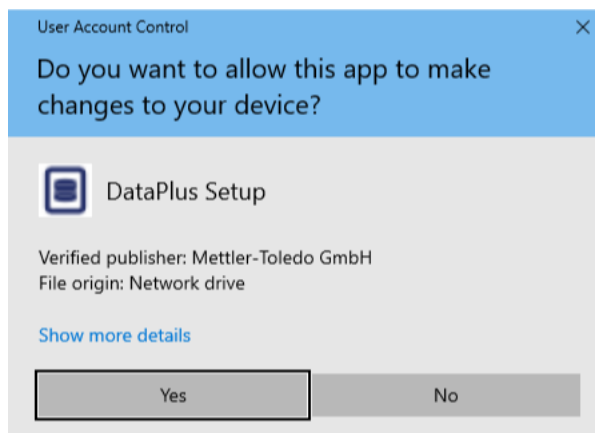 User Account Control
Do you want to allow this app to make
changes to your device?
DataPlus Setup
Verified publisher: Mettler-Toledo GmbH
File origin: Network drive
Show more details
Yes
No